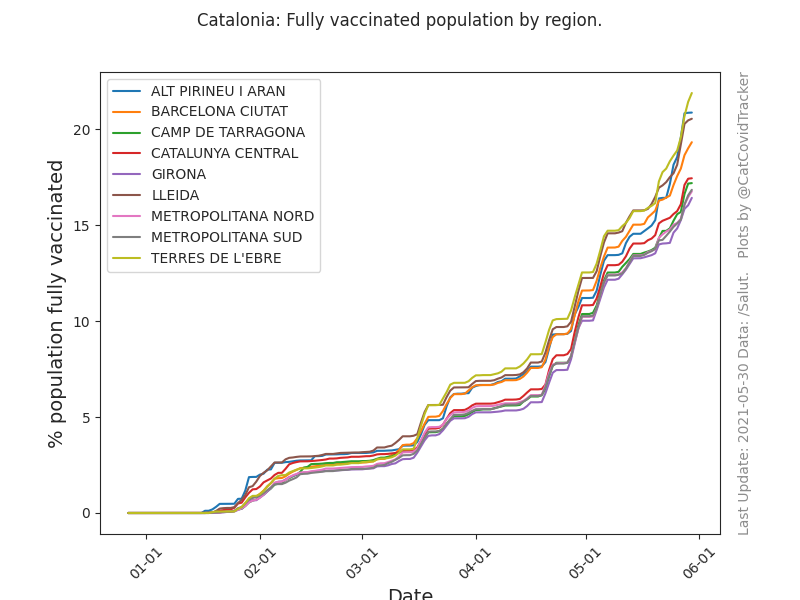 Catalonia: Fully vaccinated population by region.
ALT PIRINEU I ARAN
BARCELONA CIUTAT
CAMP DE TARRAGONA
CATALUNYA CENTRAL
GIRONA
LLEIDA
METROPOLITANA NORD
METROPOLITANA SUD
TERRES DE L'EBRE
% population fully vaccinated
20
15
10
5
0
01-01
02-01
03-01
04-01
05-01
06-01
Date
Last Update: 2021-05-30 Data: /Salut. Plots by @CatCovidTracker